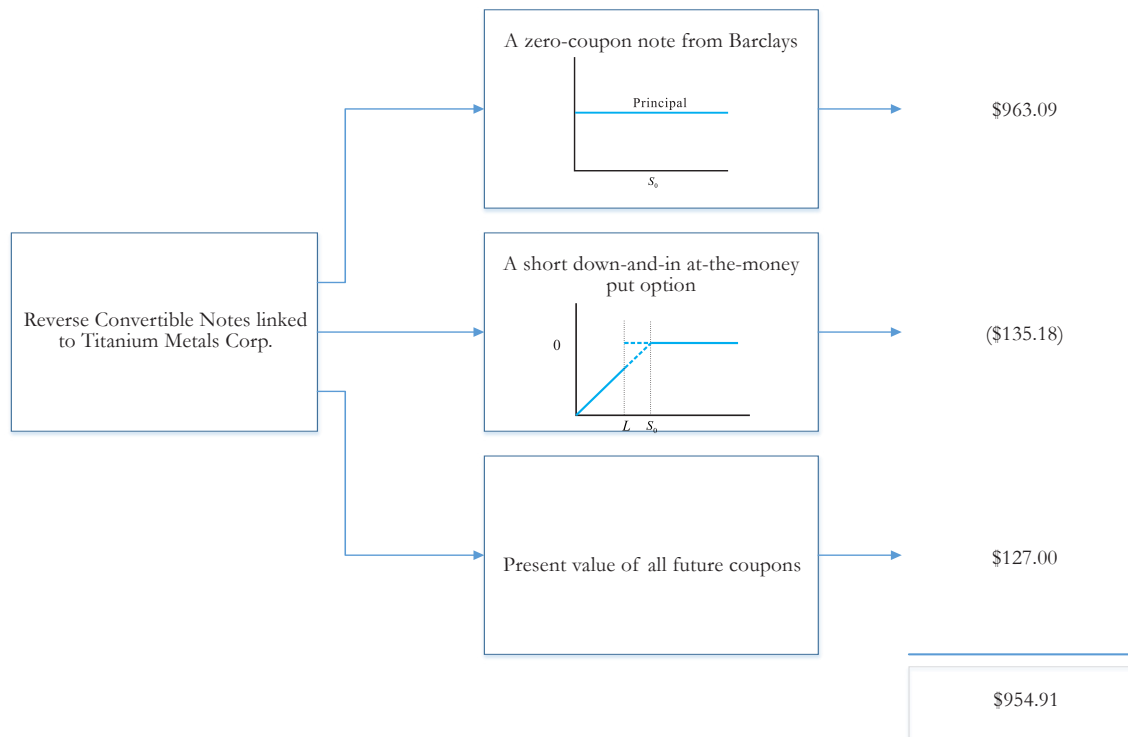 A zero-coupon note from Barclays
Principal
S₀
$963.09
Reverse Convertible Notes linked
to Titanium Metals Corp.
A short down-and-in at-the-money
put option
0
L S₀
($135.18)
Present value of all future coupons
$127.00
$954.91